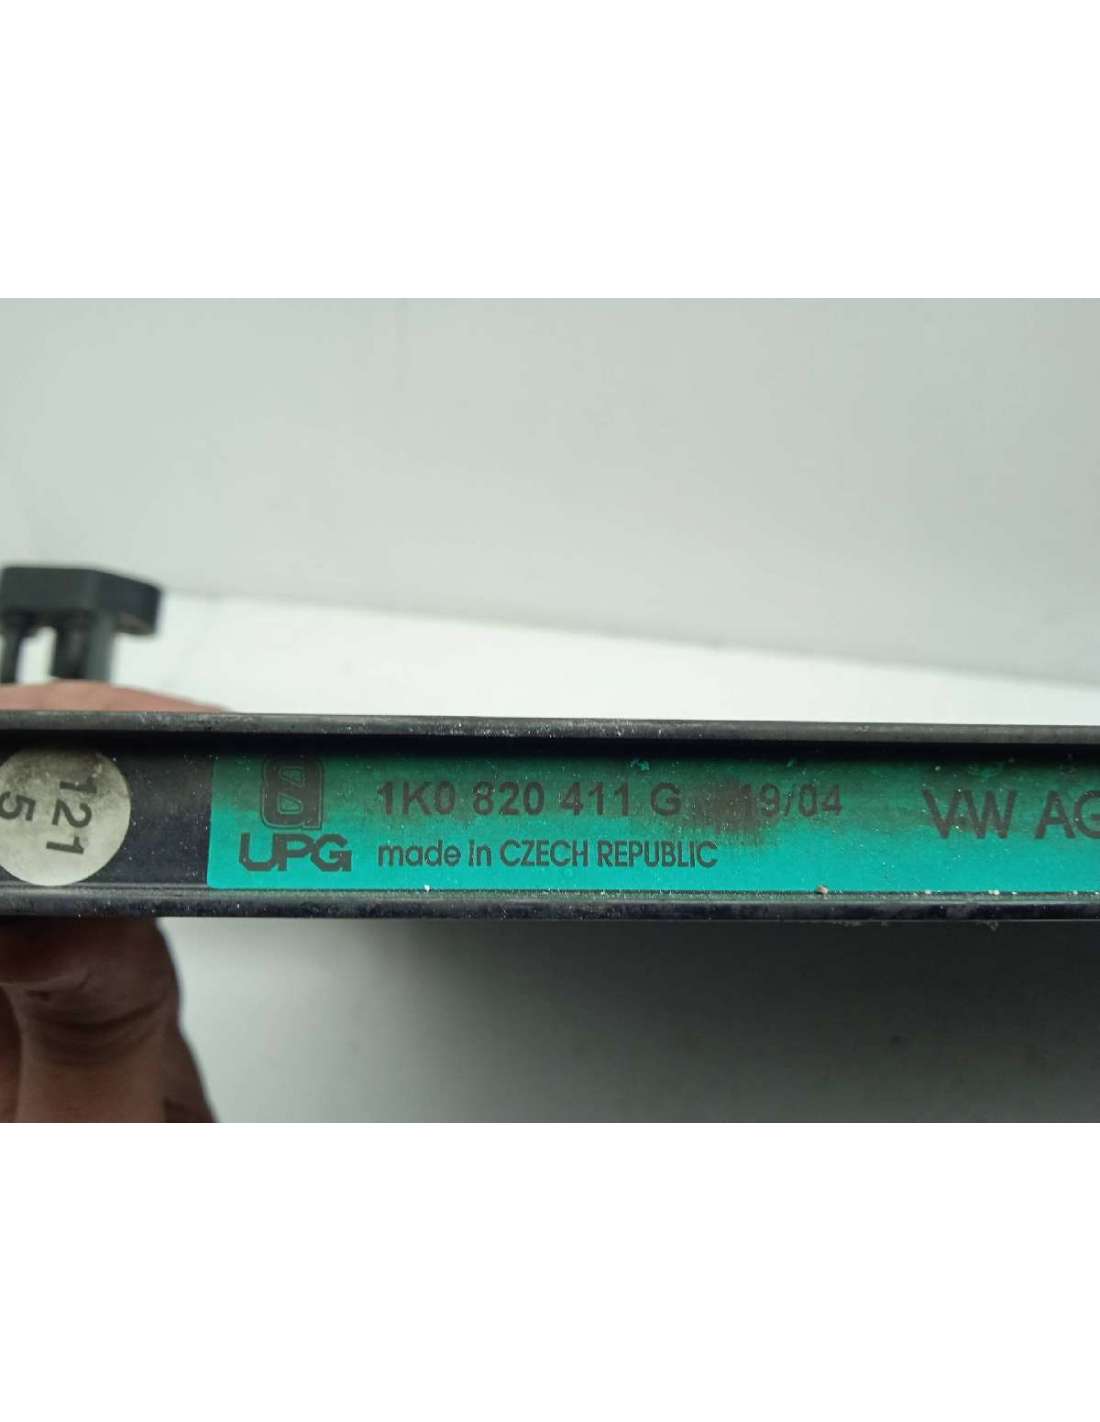 121
5
1K0 820 411 G 19/04
UPG
made in CZECH REPUBLIC
VW AG